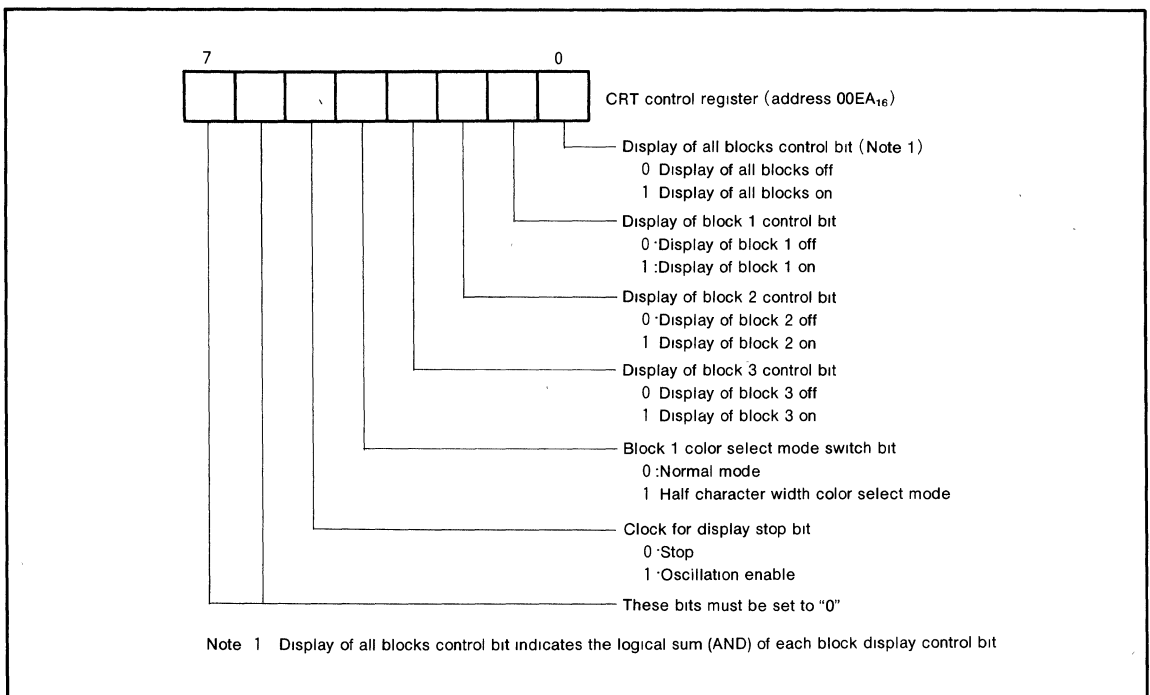 7 0
CRT control register (address 00EA₁₆)
Display of all blocks control bit (Note 1)
0 Display of all blocks off
1 Display of all blocks on
Display of block 1 control bit
0 ·Display of block 1 off
1 :Display of block 1 on
Display of block 2 control bit
0 ·Display of block 2 off
1 Display of block 2 on
Display of block 3 control bit
0 Display of block 3 off
1 Display of block 3 on
Block 1 color select mode switch bit
0 :Normal mode
1 Half character width color select mode
Clock for display stop bit
0 ·Stop
1 ·Oscillation enable
These bits must be set to “0”
Note 1 Display of all blocks control bit indicates the logical sum (AND) of each block display control bit